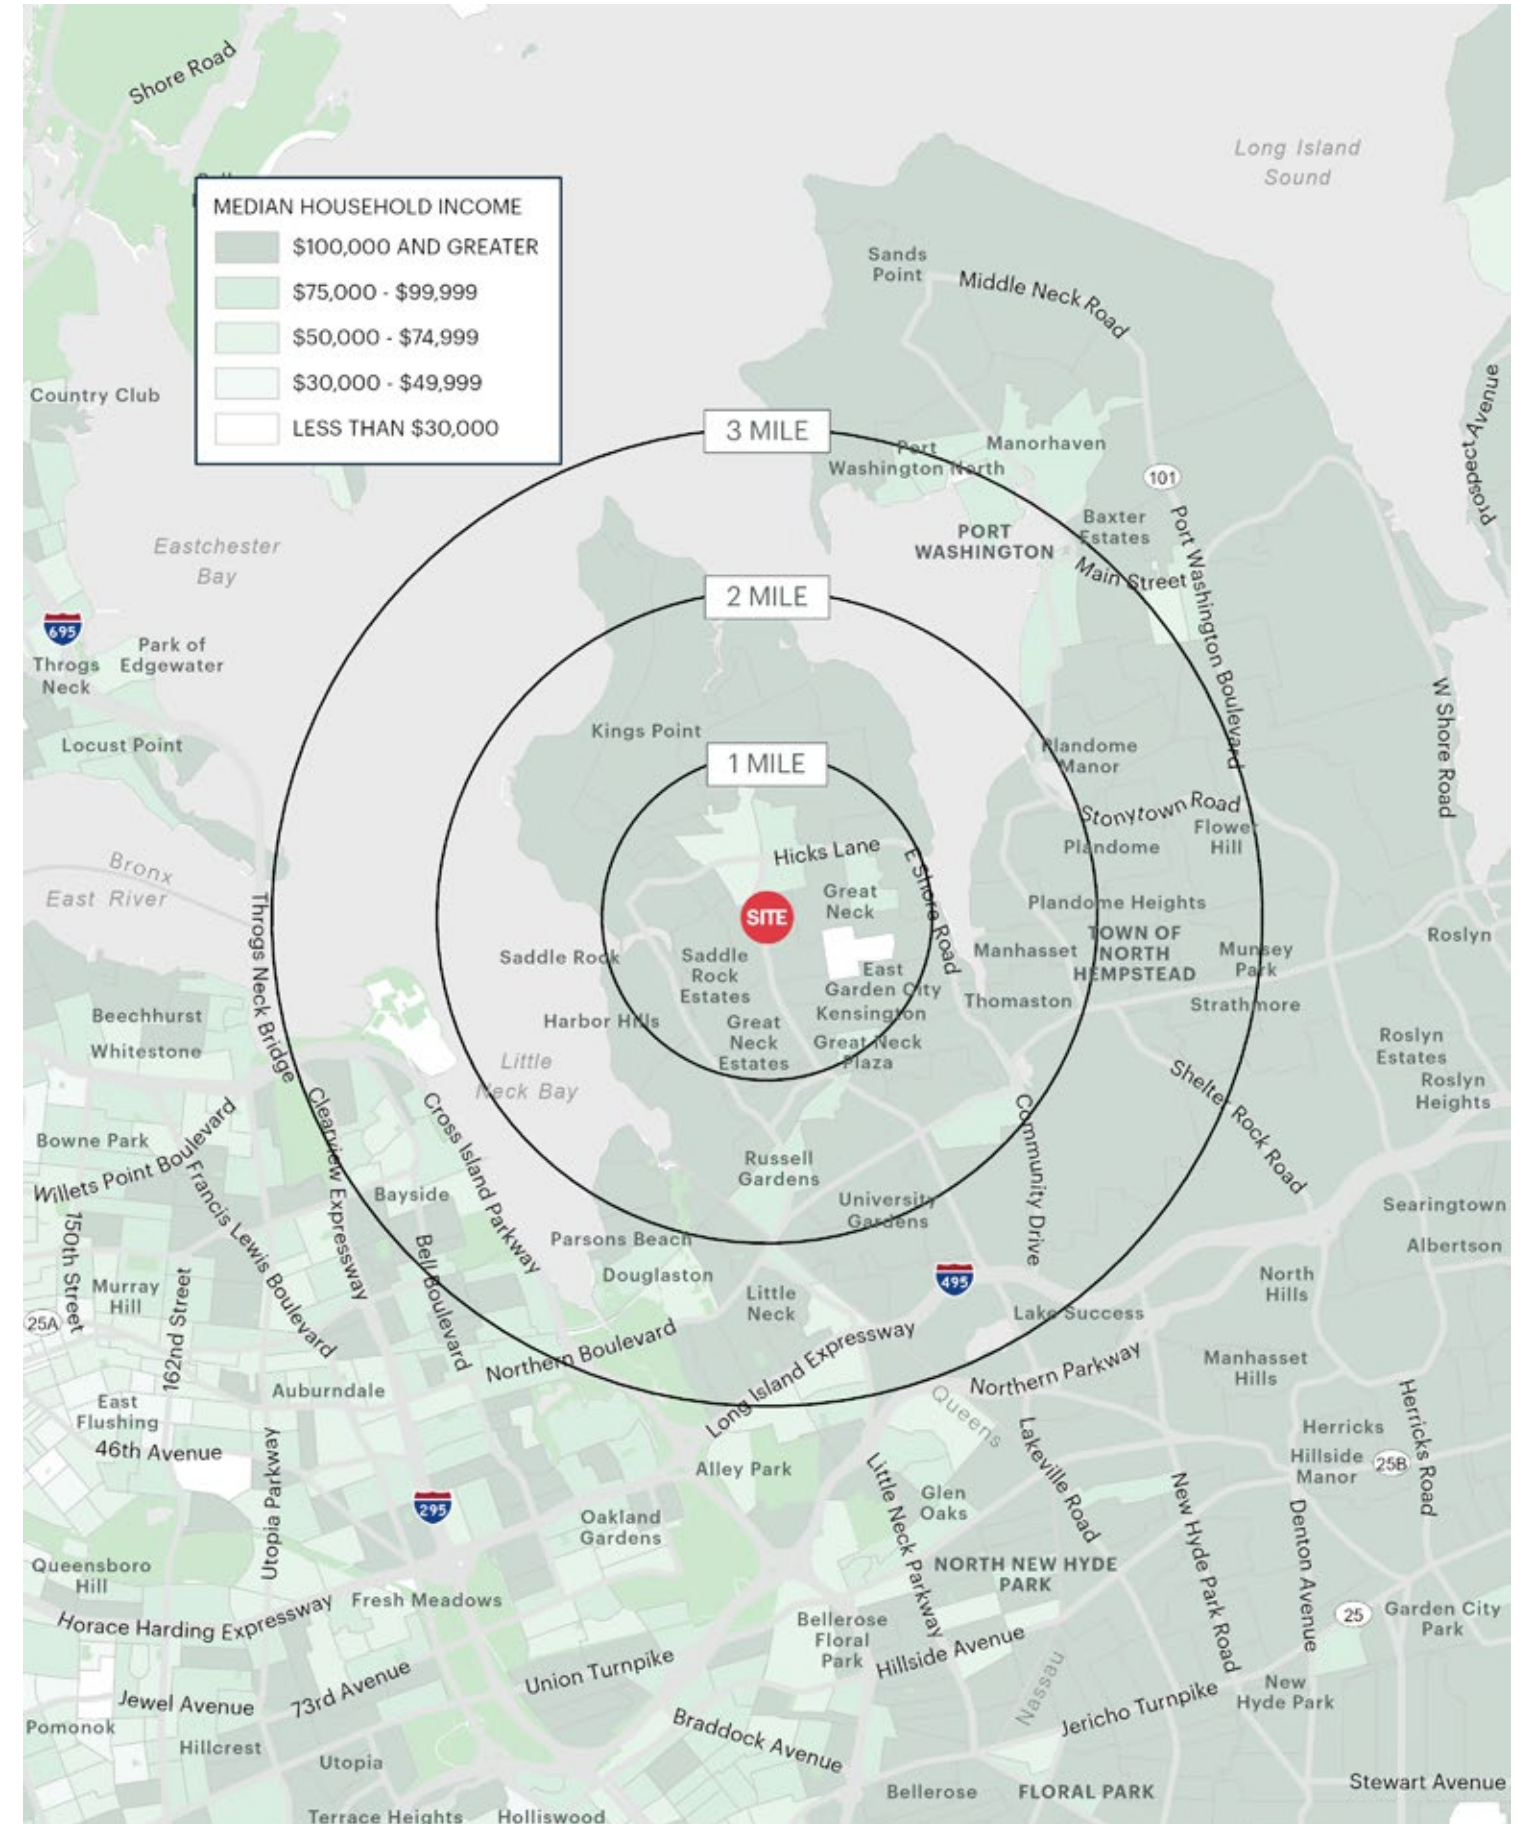 Shore Road
Long Island
Sound
MEDIAN HOUSEHOLD INCOME
$100,000 AND GREATER
$75,000 - $99,999
$50,000 - $74,999
$30,000 - $49,999
LESS THAN $30,000
Sands
Point
Middle Neck Road
Country Club
Prospect Avenue
3 MILE
Port
Washington North
Manorhaven
101
Baxter
Estates
PORT
WASHINGTON
Port Washington Boulevard
Main Street
Eastchester
Bay
2 MILE
695
Park of
Edgewater
Throgs
Neck
W Shore Road
Locust Point
Kings Point
Plandome
Manor
1 MILE
Stonytown Road
Flower
Hill
Plandome
Hicks Lane
E Shore Road
Bronx
East River
Great
Neck
SITE
Plandome Heights
TOWN OF
NORTH
HEMPSTEAD
Manhasset
Munsey
Park
Roslyn
Throgs Neck Bridge
Saddle Rock
Saddle
Rock
Estates
East
Garden City
Thomaston
Strathmore
Kensington
Beechhurst
Whitestone
Harbor Hills
Great
Neck
Estates
Great Neck
Plaza
Roslyn
Estates
Roslyn
Heights
Little
Neck Bay
Shelter Rock Road
Clearview Expressway
Cross Island Parkway
Community Drive
Bowne Park
Willets Point Boulevard
Francis Lewis Boulevard
Bayside
Russell
Gardens
University
Gardens
Searingtown
150th Street
Bell Boulevard
Parsons Beach
Albertson
Douglaston
Murray
Hill
162nd Street
Little
Neck
495
North
Hills
25A
Lake Success
Northern Boulevard
Long Island Expressway
Northern Parkway
Manhasset
Hills
Auburndale
East
Flushing
Queens
Herricks Road
46th Avenue
Utopia Parkway
Lakeville Road
Herricks
Hillside
Manor
25B
Alley Park
Little Neck Parkway
Glen
Oaks
New Hyde Park Road
Denton Avenue
295
Oakland
Gardens
Queensboro
Hill
NORTH NEW HYDE
PARK
Horace Harding Expressway
Fresh Meadows
Bellerose
Floral
Park
Hillside Avenue
25
Garden City
Park
Union Turnpike
73rd Avenue
Nassau
Jewel Avenue
New
Hyde Park
Jericho Turnpike
Pomonok
Braddock Avenue
Hillcrest
Utopia
Stewart Avenue
Bellerose
FLORAL PARK
Terrace Heights
Holliswood